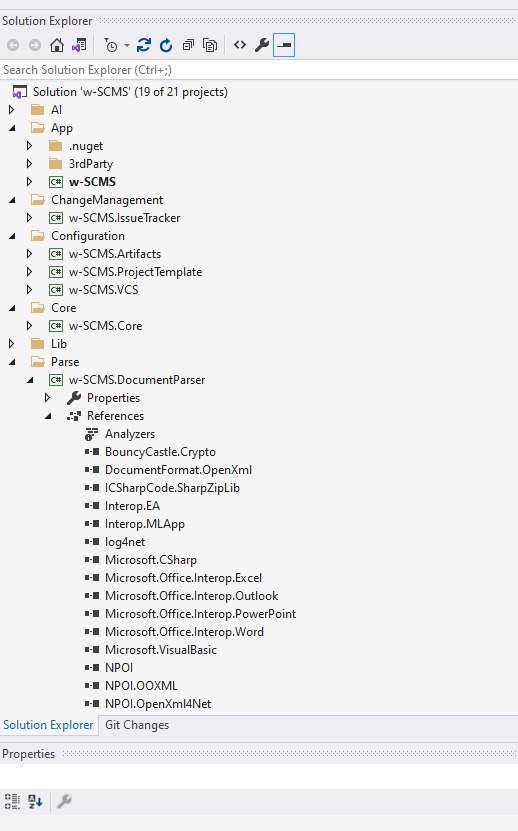 Solution Explorer
Search Solution Explorer (Ctrl+;)
Solution 'w-SCMS' (19 of 21 projects)
AI
App
.nuget
3rdParty
C# w-SCMS
ChangeManagement
C# w-SCMS.IssueTracker
Configuration
C# w-SCMS.Artifacts
C# w-SCMS.ProjectTemplate
C# w-SCMS.VCS
Core
C# w-SCMS.Core
Lib
Parse
C# w-SCMS.DocumentParser
Properties
References
Analyzers
BouncyCastle.Crypto
DocumentFormat.OpenXml
ICSharpCode.SharpZipLib
Interop.EA
Interop.MLApp
log4net
Microsoft.CSharp
Microsoft.Office.Interop.Excel
Microsoft.Office.Interop.Outlook
Microsoft.Office.Interop.PowerPoint
Microsoft.Office.Interop.Word
Microsoft.VisualBasic
NPOI
NPOI.OOXML
NPOI.OpenXml4Net
Solution Explorer Git Changes
Properties